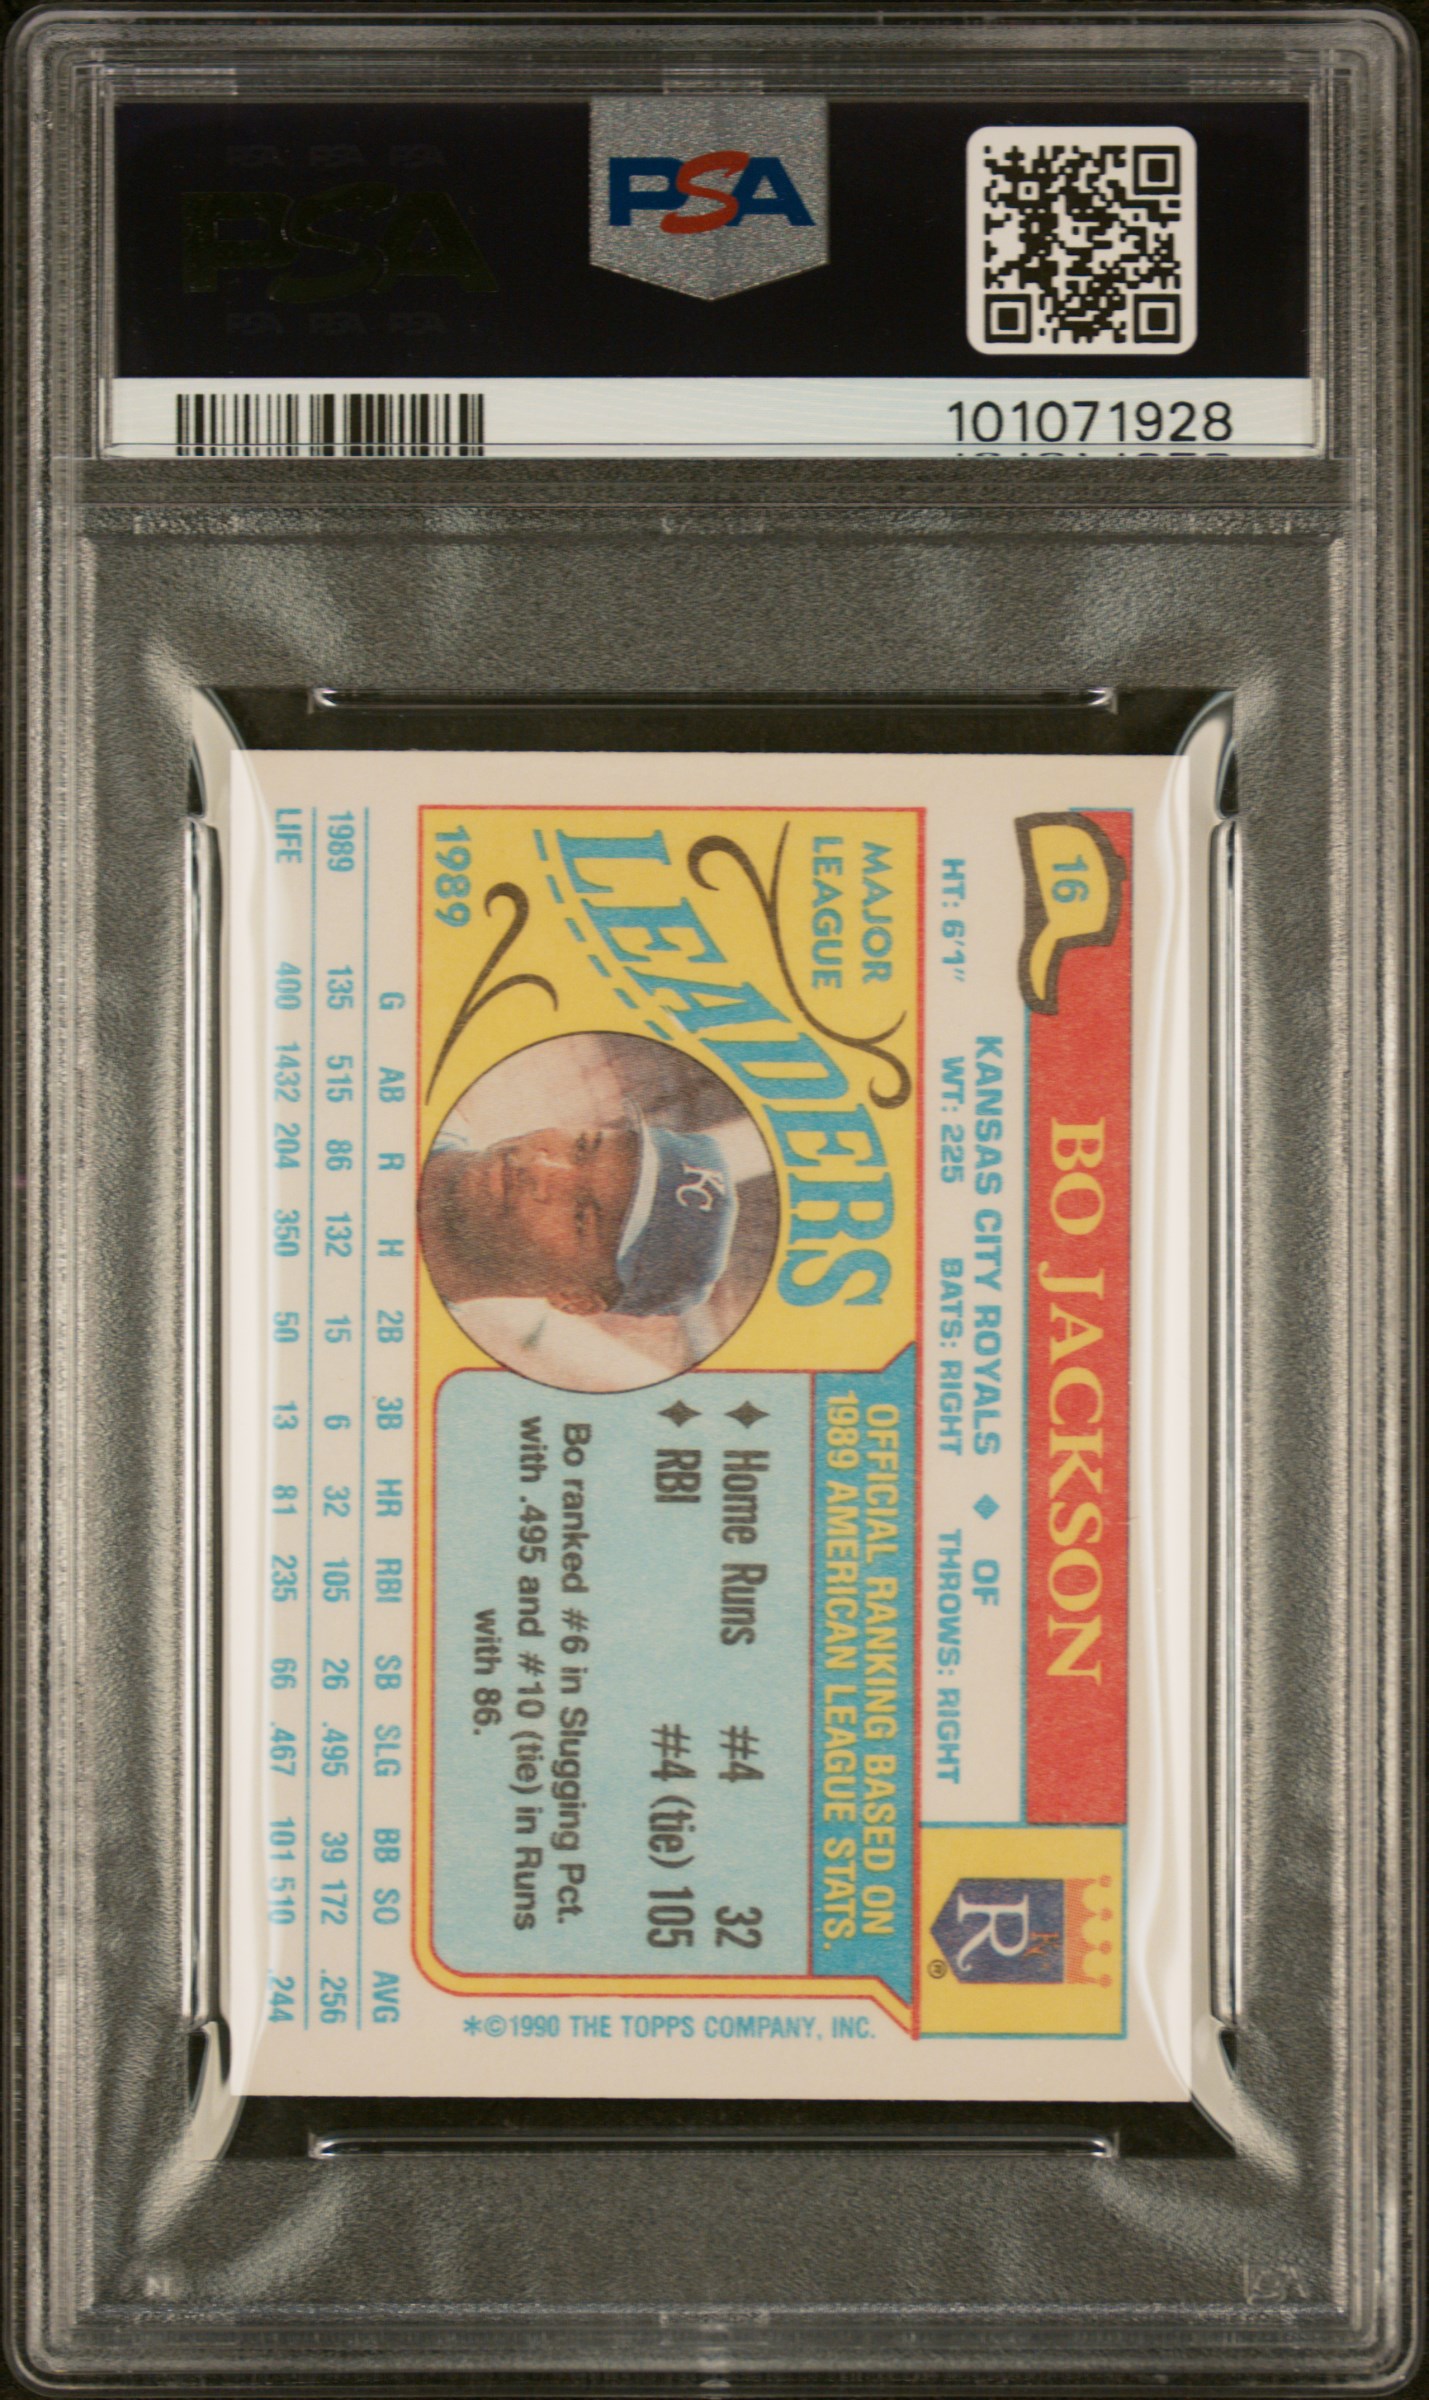 PSA PSA PSA
PSA
PSA PSA PSA
PSA
101071928
16
BO JACKSON
KANSAS CITY ROYALS ◆ OF
HT: 6'1" WT: 225 BATS: RIGHT THROWS: RIGHT
R
MAJOR
LEAGUE
LEADERS
1989
KC
OFFICIAL RANKING BASED ON
1989 AMERICAN LEAGUE STATS.
◆ Home Runs #4 32
◆ RBI #4 (tie) 105
Bo ranked #6 in Slugging Pct.
with .495 and #10 (tie) in Runs
with 86.
*©1990 THE TOPPS COMPANY, INC.
G AB R H 2B 3B HR RBI SB SLG BB SO AVG
1989 135 515 86 132 15 6 32 105 26 .495 39 172 .256
LIFE 400 1432 204 350 50 13 81 235 66 .467 101 510 .244